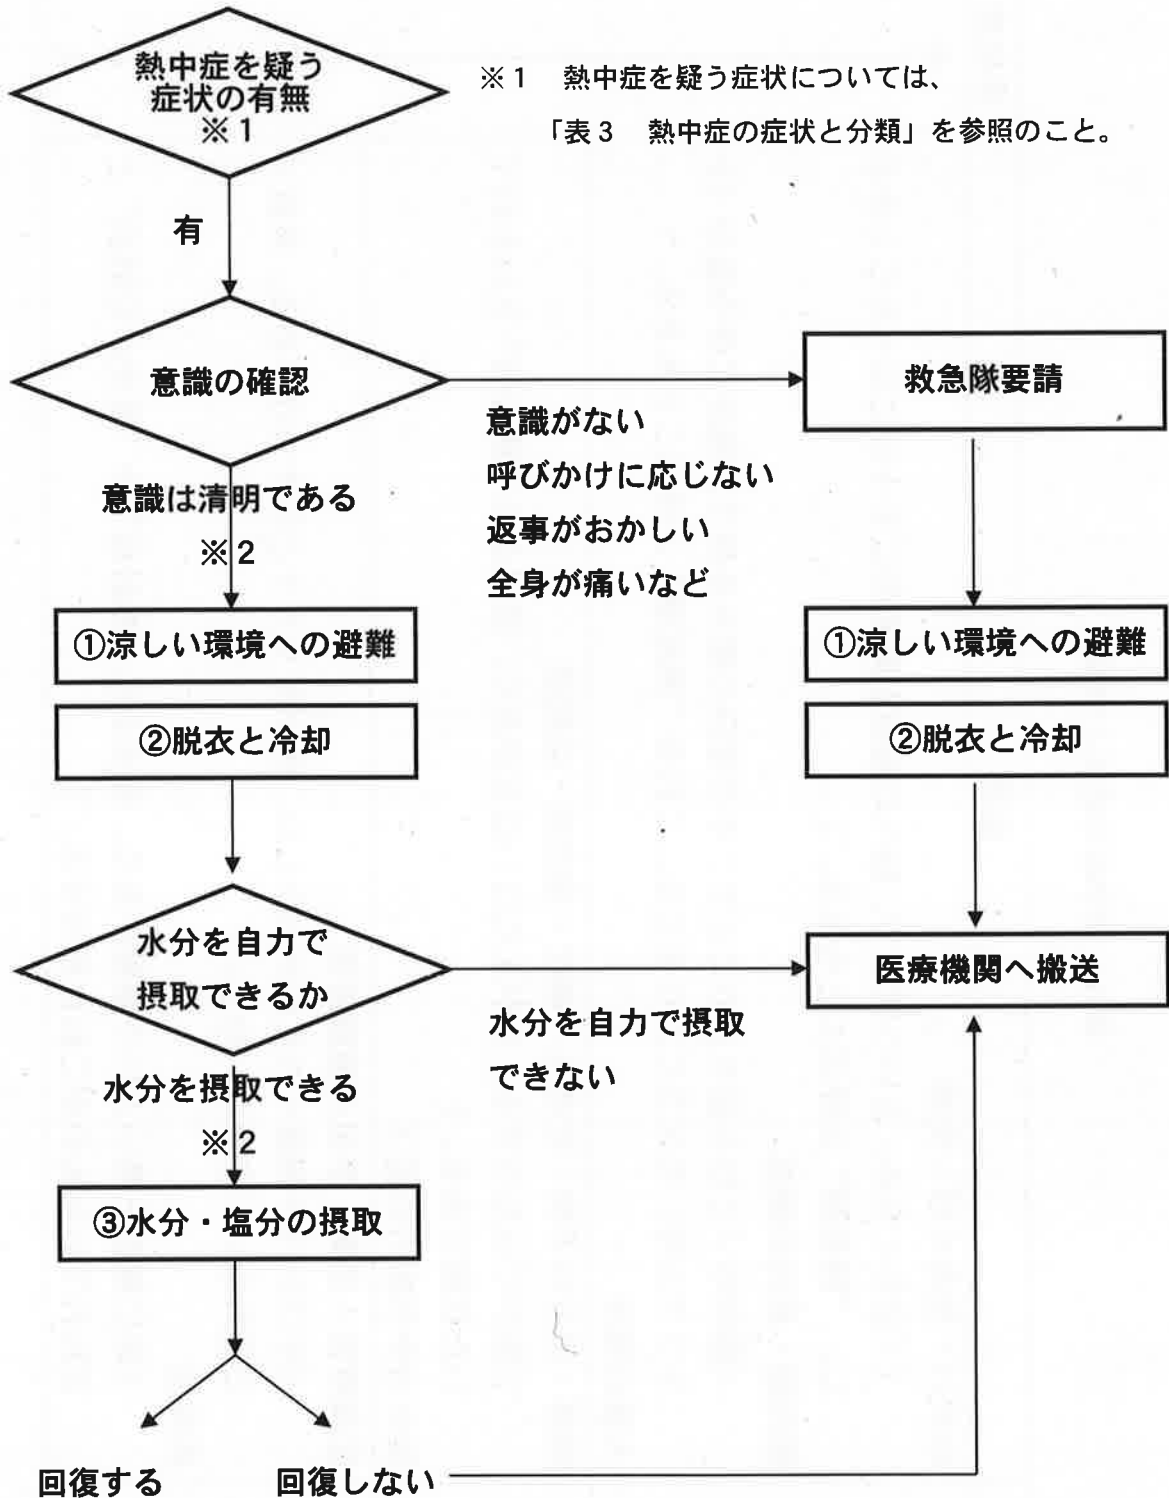 熱中症を疑う
症状の有無
※1
※1　熱中症を疑う症状については、
「表3　熱中症の症状と分類」を参照のこと。
有
意識の確認
救急隊要請
意識がない
呼びかけに応じない
返事がおかしい
全身が痛いなど
意識は清明である
※2
①涼しい環境への避難
①涼しい環境への避難
②脱衣と冷却
②脱衣と冷却
水分を自力で
摂取できるか
医療機関へ搬送
水分を自力で摂取
できない
水分を摂取できる
※2
③水分・塩分の摂取
回復する
回復しない